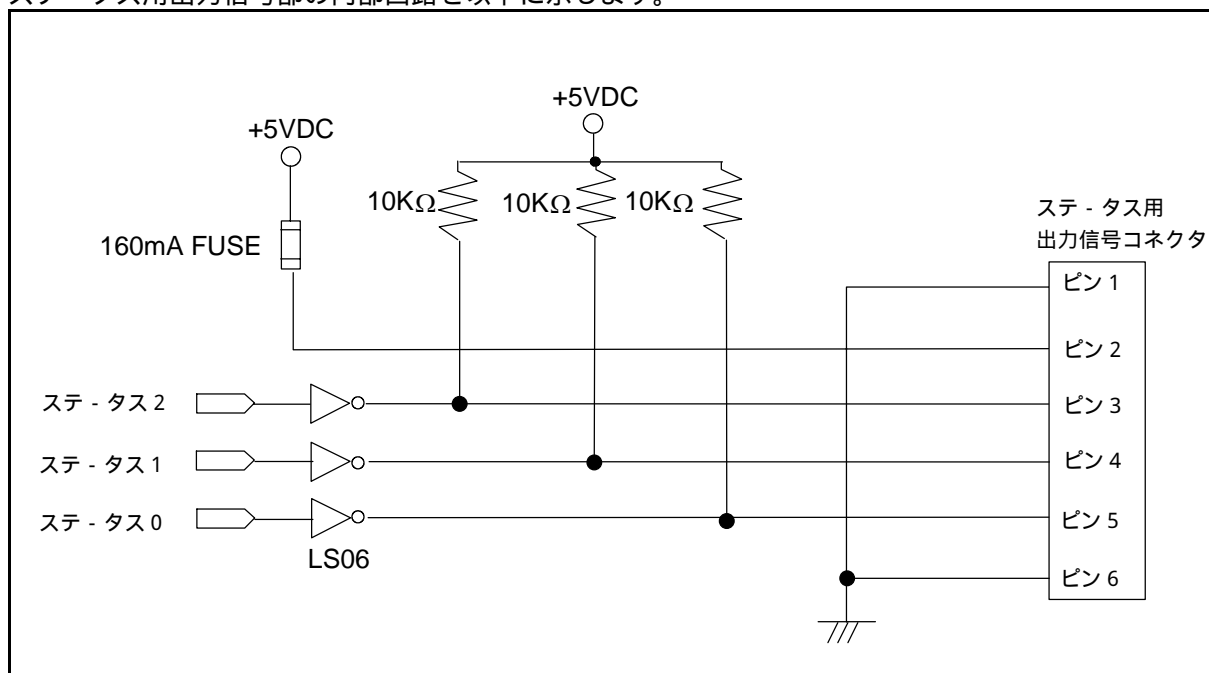 +5VDC
+5VDC
10KΩ
10KΩ
10KΩ
160mA FUSE
ステ - タス用
出力信号コネクタ
ピン 1
ピン 2
ステ - タス 2
ピン 3
ステ - タス 1
ピン 4
ステ - タス 0
ピン 5
LS06
ピン 6